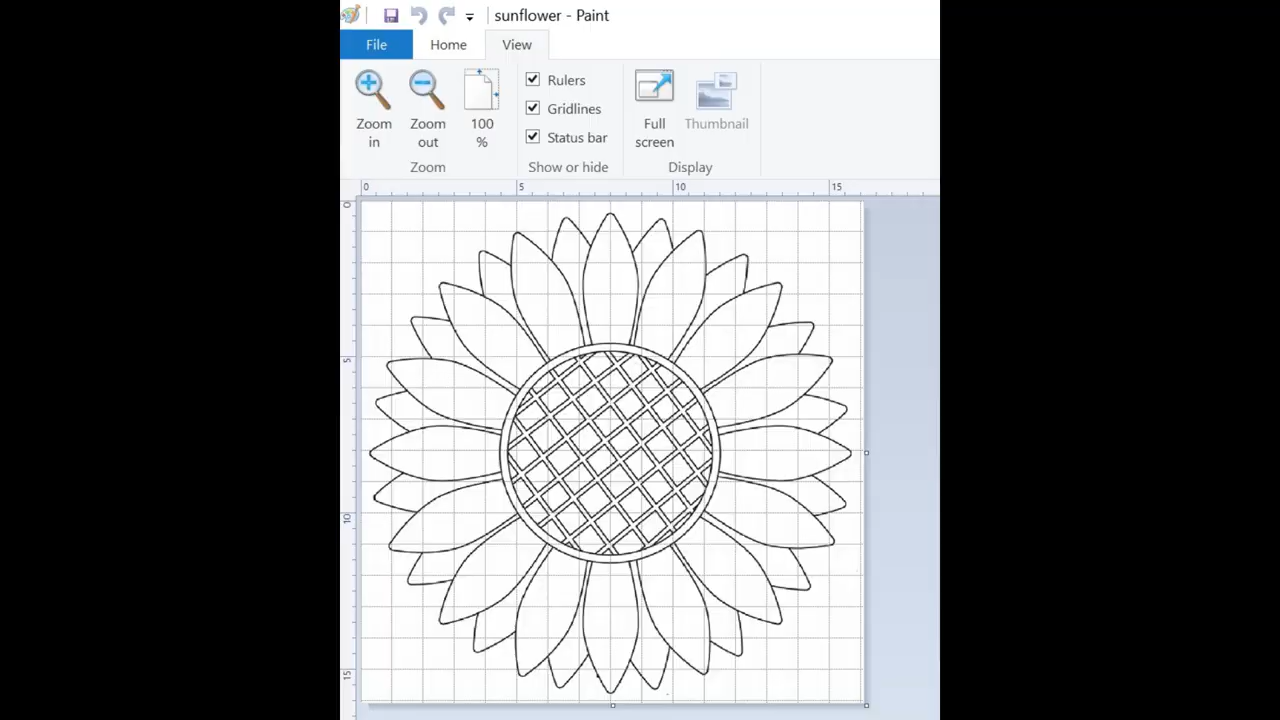 sunflower - Paint
File Home View
Zoom in
Zoom out
100 %
Rulers
Gridlines
Status bar
Full screen
Thumbnail
Zoom
Show or hide
Display
0 5 10 15
0
5
10
15